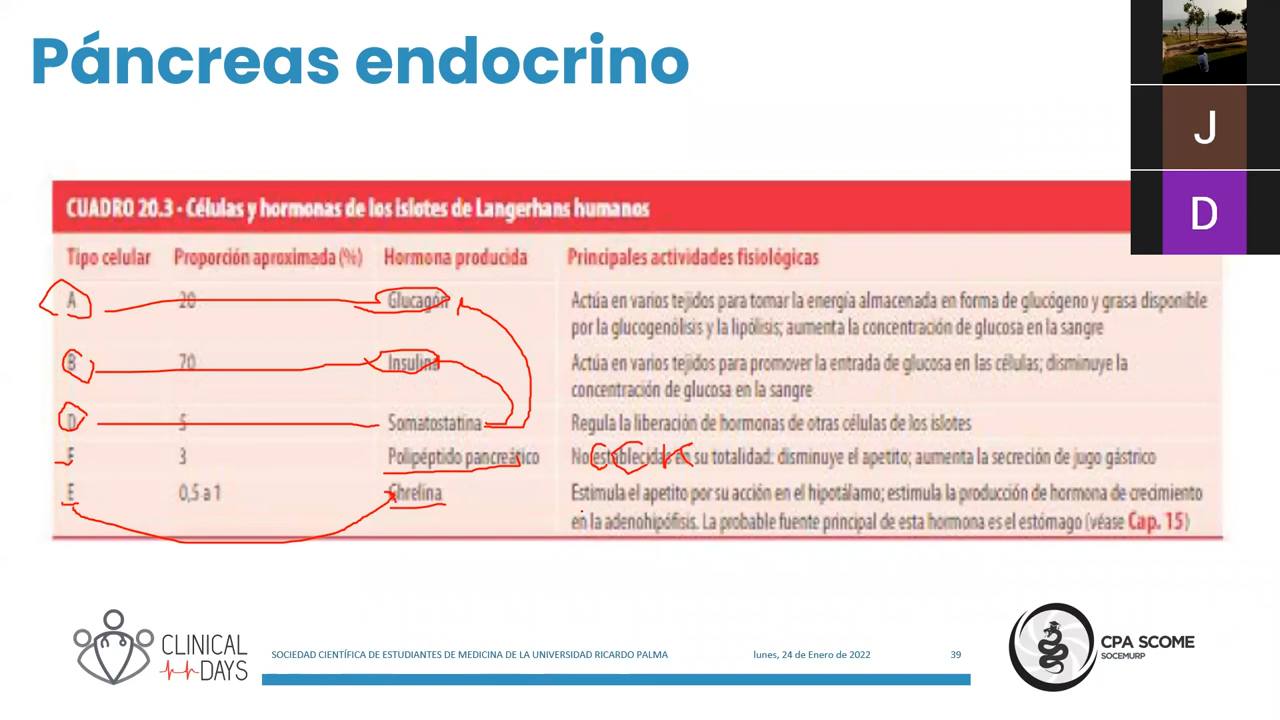 Páncreas endocrino
J
D
CUADRO 20.3 - Células y hormonas de los islotes de Langerhans humanos
Tipo celular Proporción aproximada (%) Hormona producida Principales actividades fisiológicas
A 20 Glucagón Actúa en varios tejidos para tomar la energía almacenada en forma de glucógeno y grasa disponible
por la glucogenólisis y la lipólisis; aumenta la concentración de glucosa en la sangre
B 70 Insulina Actúa en varios tejidos para promover la entrada de glucosa en las células; disminuye la
concentración de glucosa en la sangre
D 5 Somatostatina Regula la liberación de hormonas de otras células de los islotes
F 3 Polipéptido pancreático No establecidas en su totalidad: disminuye el apetito; aumenta la secreción de jugo gástrico
CCK
E 0,5 a 1 Ghrelina Estimula el apetito por su acción en el hipotálamo; estimula la producción de hormona de crecimiento
en la adenohipófisis. La probable fuente principal de esta hormona es el estómago (véase Cap. 15)
CLINICAL
DAYS
SOCIEDAD CIENTÍFICA DE ESTUDIANTES DE MEDICINA DE LA UNIVERSIDAD RICARDO PALMA lunes, 24 de Enero de 2022 39
CPA SCOME
SOCEMURP